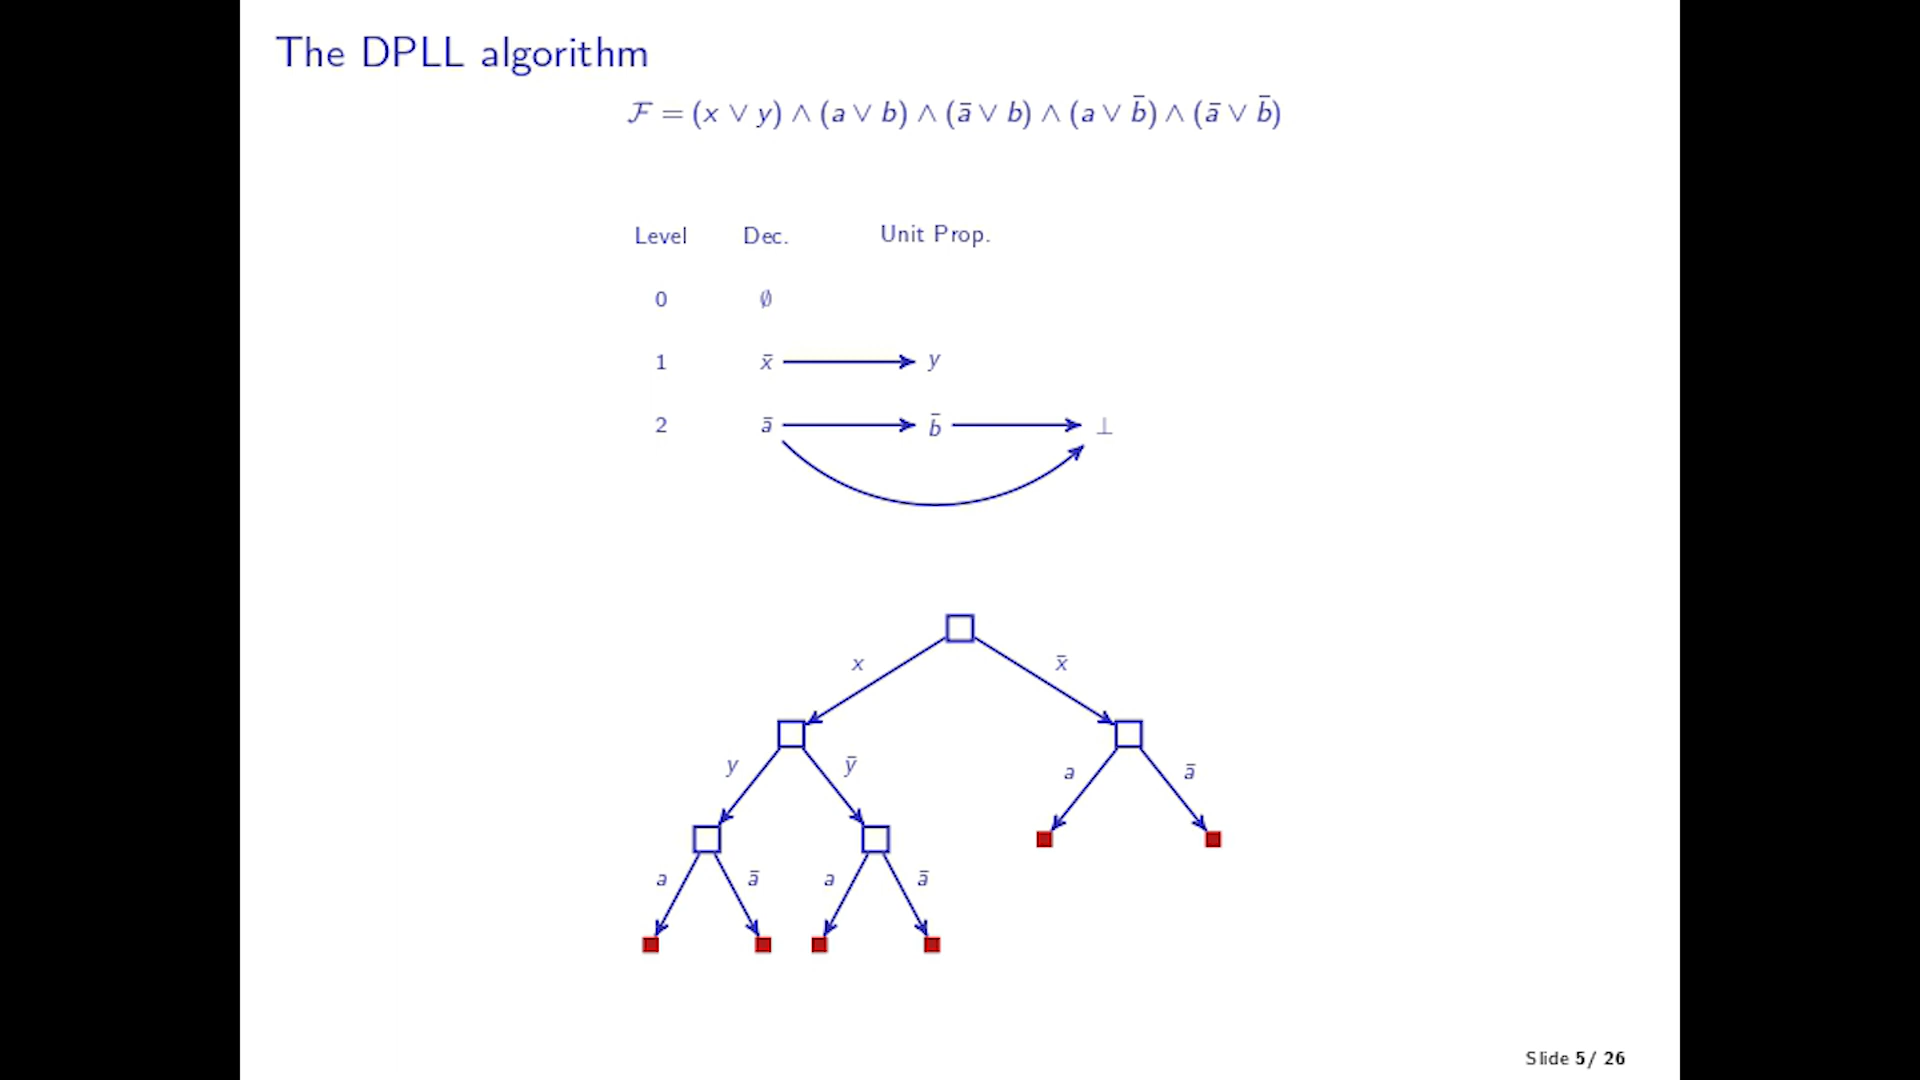 The DPLL algorithm
ℱ = (x ∨ y) ∧ (a ∨ b) ∧ (ā ∨ b) ∧ (a ∨ b̄) ∧ (ā ∨ b̄)
Level Dec. Unit Prop.
0 ∅
1 x̄ y
2 ā b̄ ⊥
x x̄
y ȳ a ā
a ā a ā
Slide 5/ 26